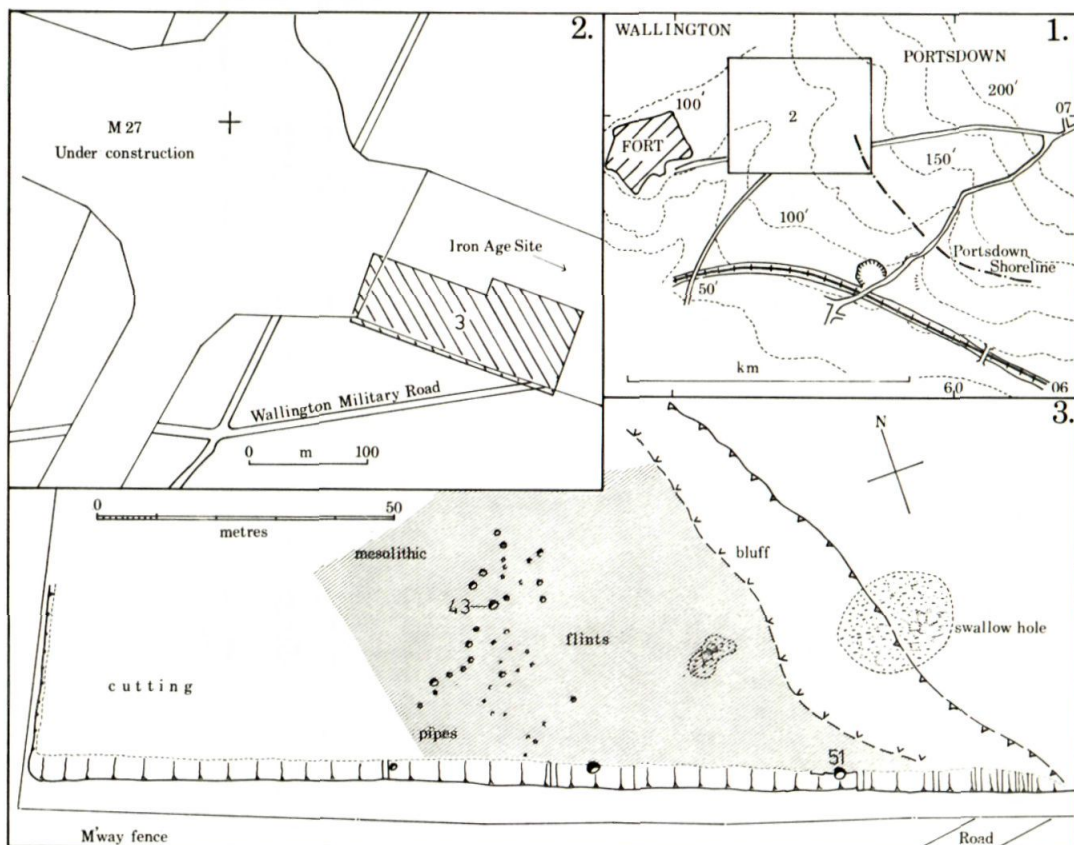 2.
M 27
Under construction
Iron Age Site
3
Wallington Military Road
0 m 100
1.
WALLINGTON
PORTSDOWN
200'
100'
2
07
FORT
150'
100'
Portsdown
Shoreline
50'
km
6,0
06
3.
N
0 50
metres
mesolithic
bluff
43
swallow hole
flints
cutting
pipes
51
M'way fence
Road